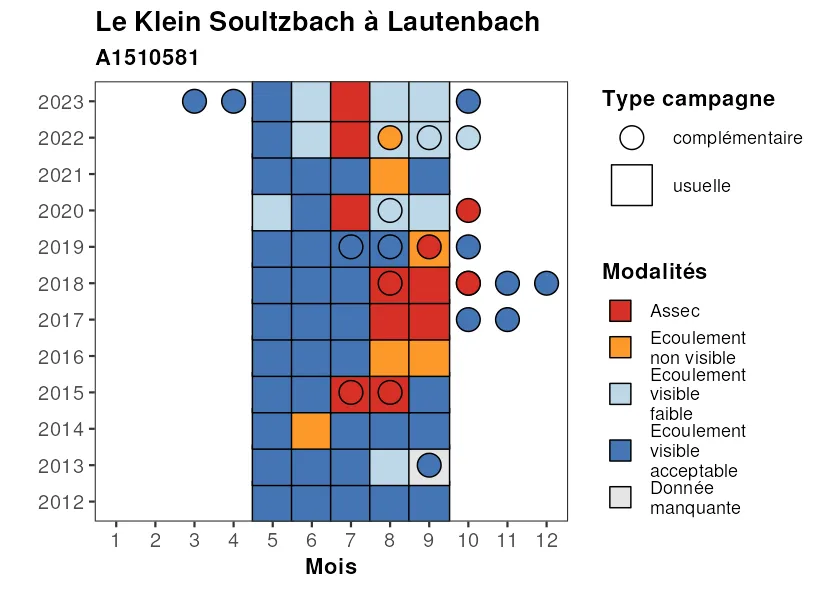 Le Klein Soultzbach à Lautenbach
A1510581
2023
2022
2021
2020
2019
2018
2017
2016
2015
2014
2013
2012
1 2 3 4 5 6 7 8 9 10 11 12
Mois
Type campagne
complémentaire
usuelle
Modalités
Assec
Ecoulement
non visible
Ecoulement
visible
faible
Ecoulement
visible
acceptable
Donnée
manquante